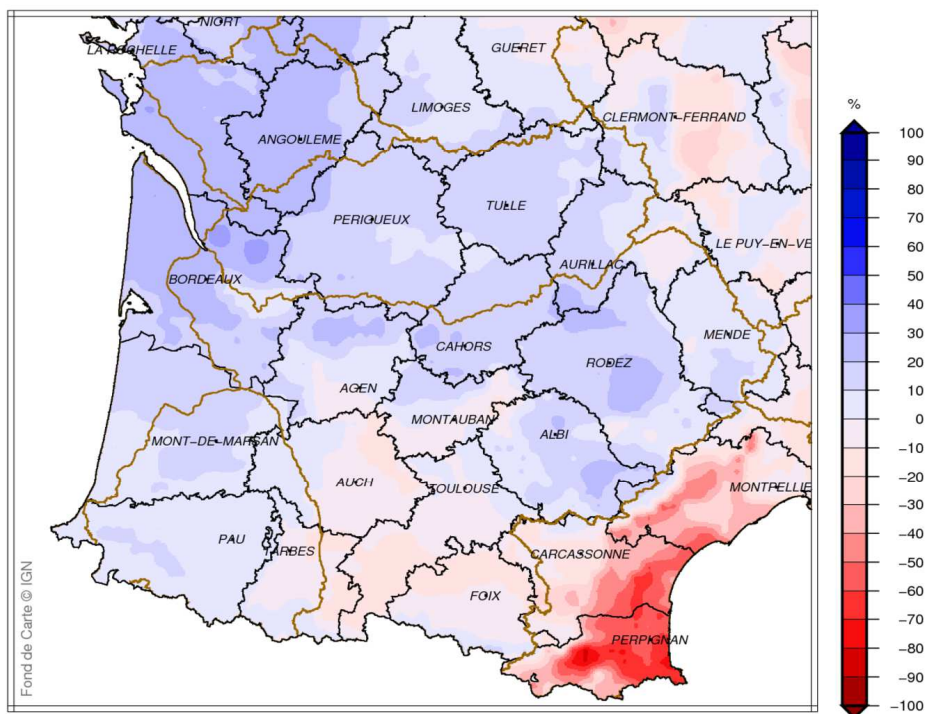 NIORT
LA ROCHELLE
GUERET
LIMOGES
CLERMONT-FERRAND
ANGOULEME
PERIGUEUX
TULLE
LE PUY-EN-VE
AURILLAC
BORDEAUX
MENDE
CAHORS
RODEZ
AGEN
MONTAUBAN
ALBI
MONT-DE-MARSAN
AUCH
TOULOUSE
MONTPELLIE
PAU
TARBES
CARCASSONNE
FOIX
PERPIGNAN
Fond de Carte © IGN
%
100
90
80
70
60
50
40
30
20
10
0
-10
-20
-30
-40
-50
-60
-70
-80
-90
-100